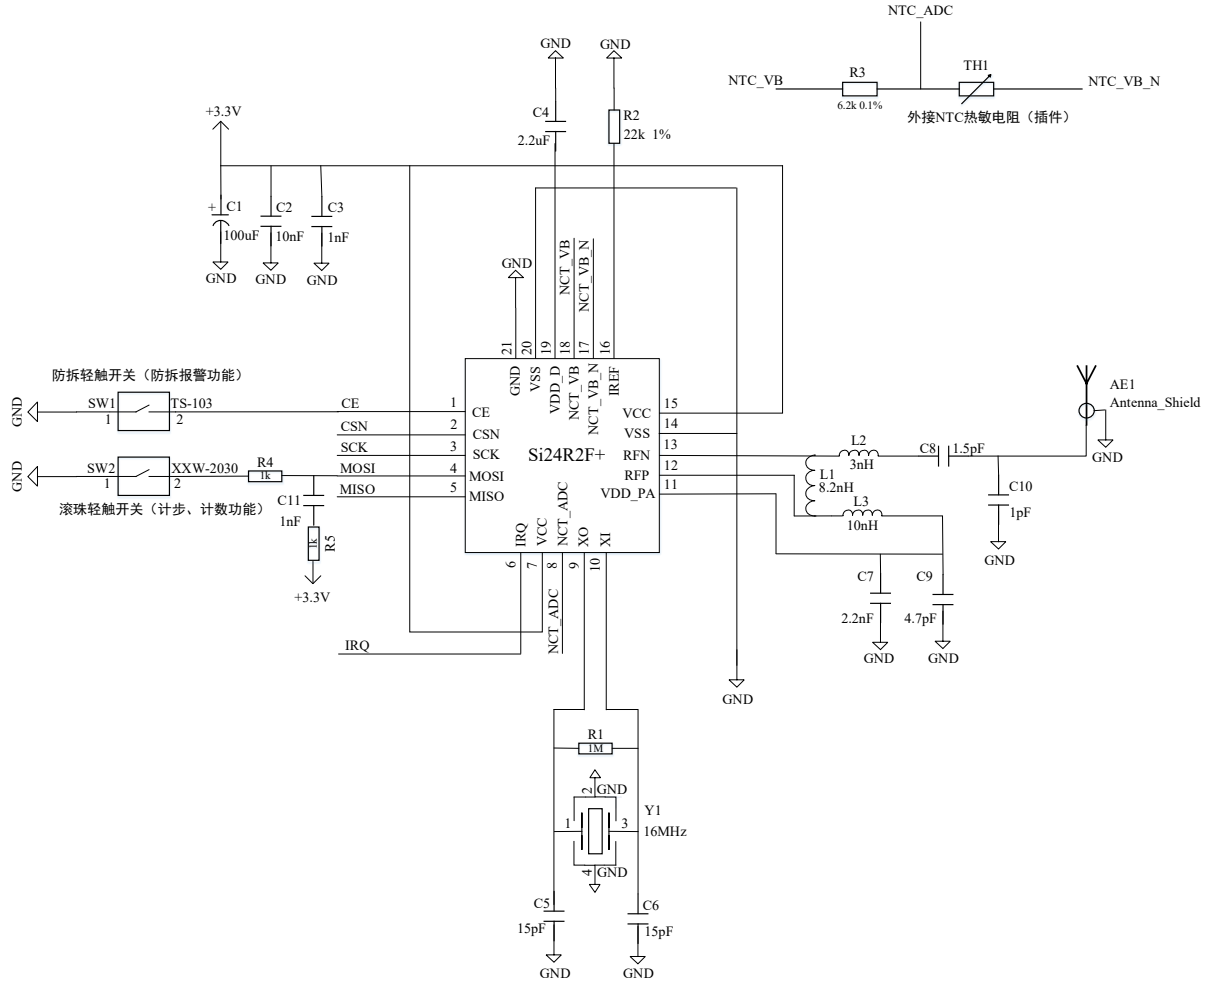 NTC_ADC
NTC_VB
R3
6.2k 0.1%
TH1
NTC_VB_N
外接NTC热敏电阻（插件）
GND
GND
C4
2.2uF
R2
22k 1%
+3.3V
+
C1
100uF
C2
10nF
C3
1nF
GND
GND
GND
GND
NCT_VB
NCT_VB_N
21
20
19
18
17
16
GND
VSS
VDD_D
NCT_VB
NCT_VB_N
IREF
防拆轻触开关（防拆报警功能）
GND
SW1
1
TS-103
2
CE
1
CE
CSN
2
CSN
SCK
3
SCK
GND
SW2
1
XXW-2030
2
R4
1k
MOSI
4
MOSI
MISO
5
MISO
滚珠轻触开关（计步、计数功能）
C11
1nF
1k
R5
+3.3V
Si24R2F+
VCC
15
VSS
14
RFN
13
RFP
12
VDD_PA
11
IRQ
VCC
NCT_ADC
XO
XI
6
7
8
9
10
NCT_ADC
IRQ
L1
8.2nH
L2
3nH
L3
10nH
C8
1.5pF
AE1
Antenna_Shield
GND
C10
1pF
GND
C7
2.2nF
GND
C9
4.7pF
GND
GND
R1
1M
2
GND
1
3
Y1
16MHz
4
GND
C5
15pF
C6
15pF
GND
GND